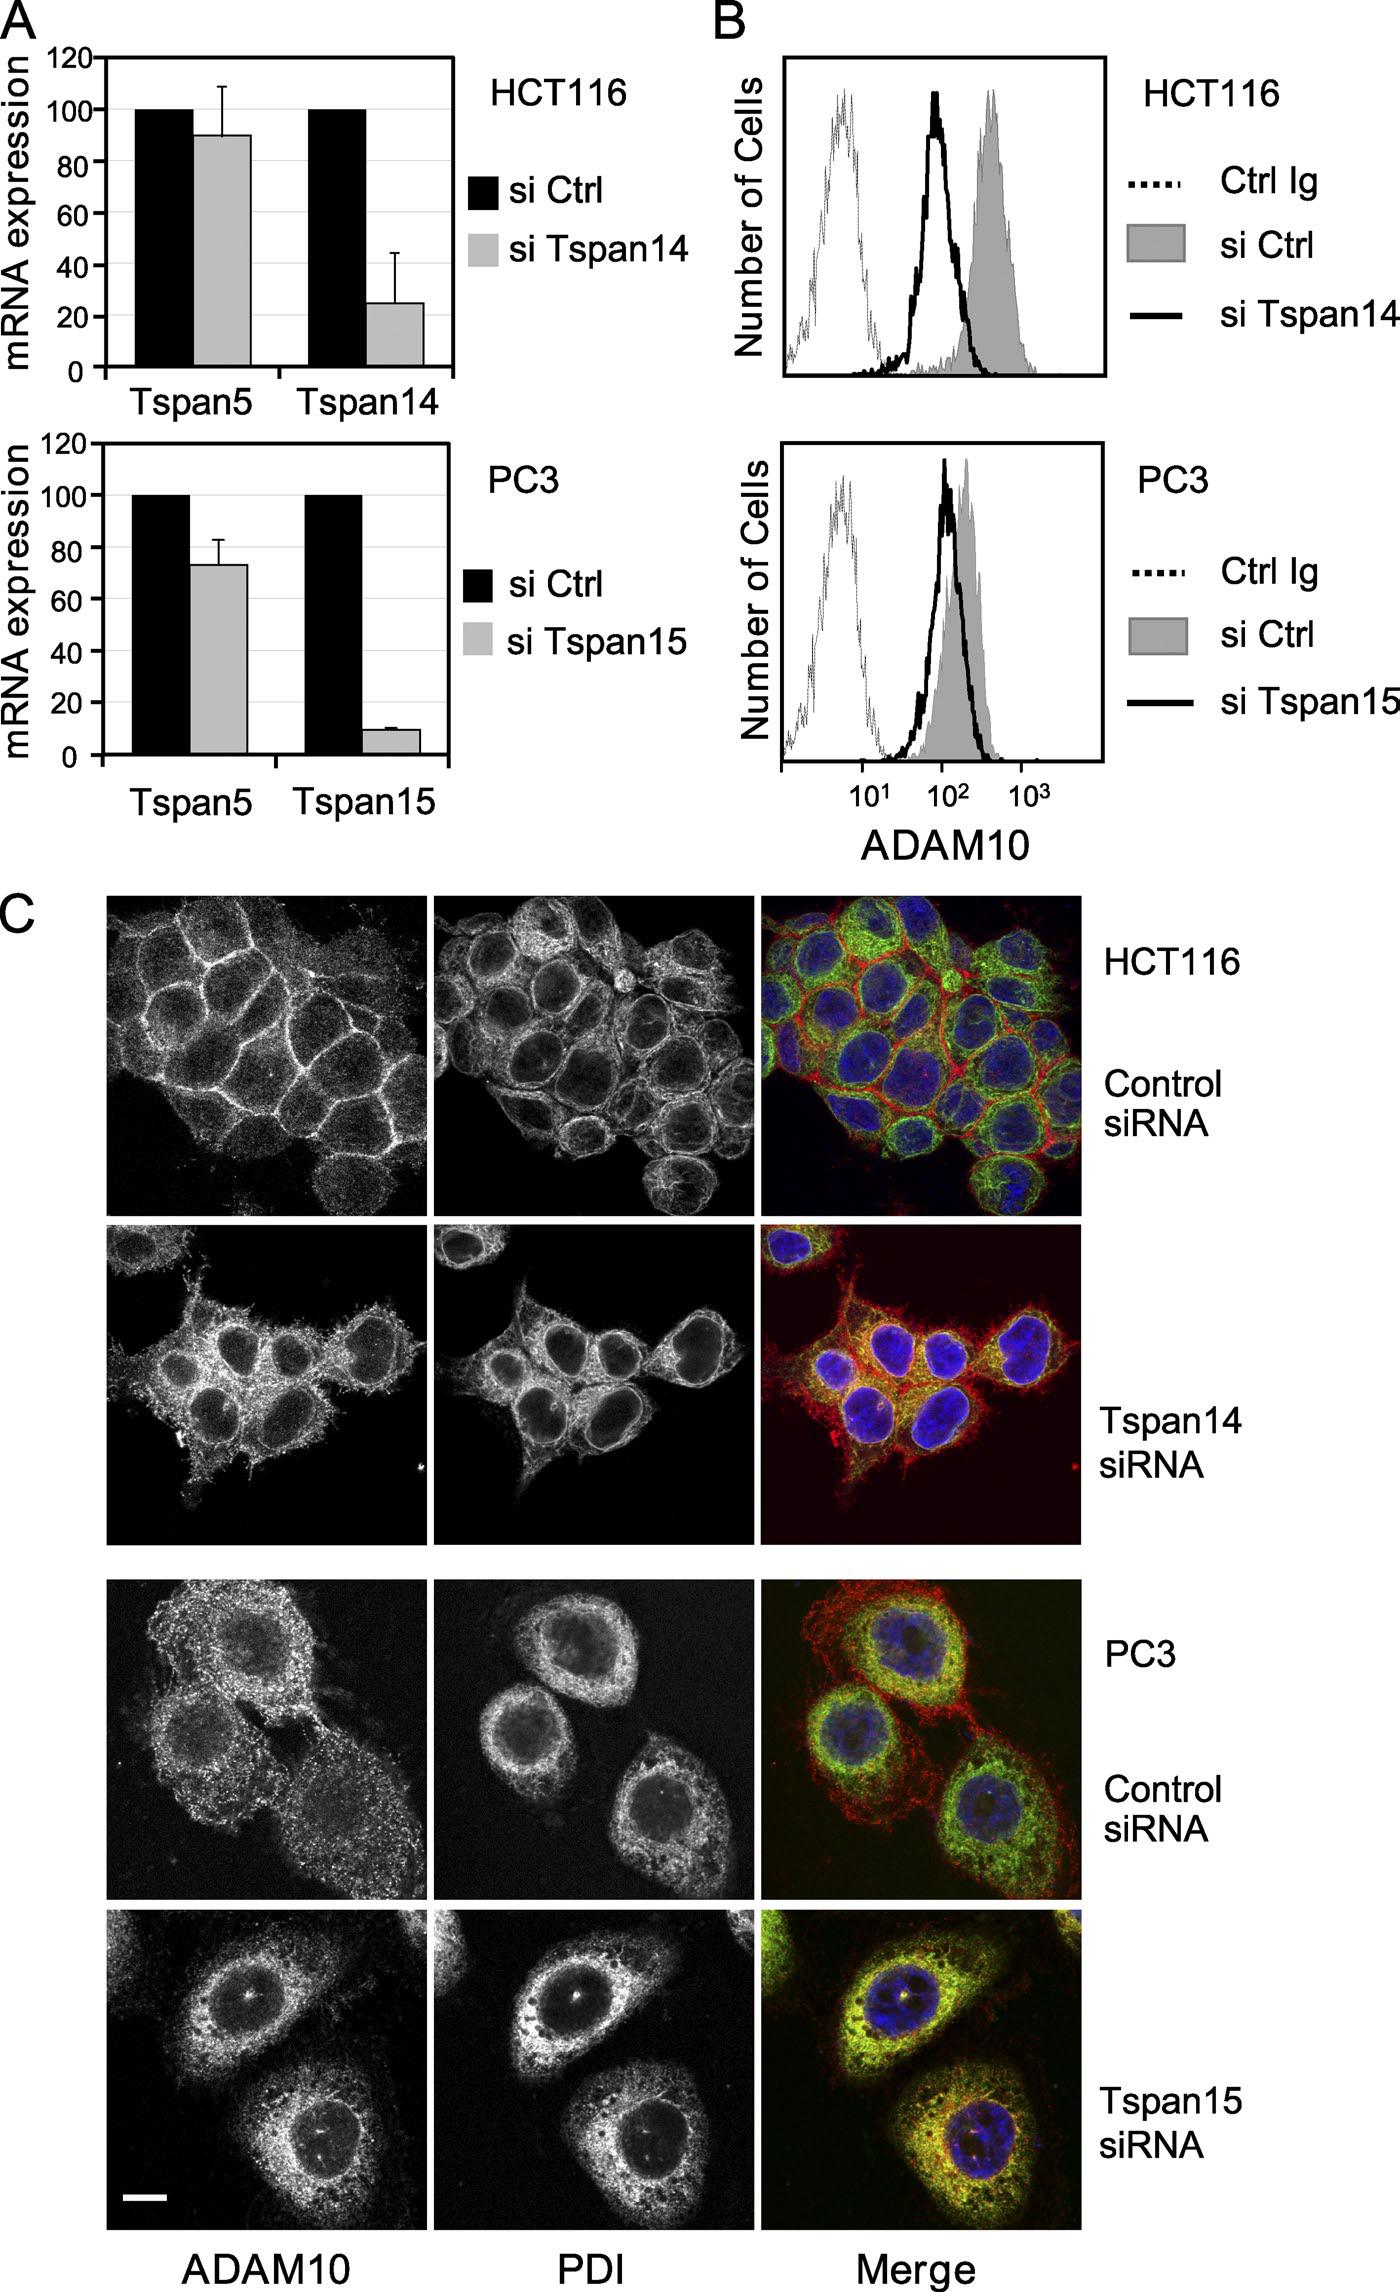 A
mRNA expression
120
100
80
60
40
20
0
Tspan5 Tspan14
HCT116
si Ctrl
si Tspan14
mRNA expression
120
100
80
60
40
20
0
Tspan5 Tspan15
PC3
si Ctrl
si Tspan15
B
Number of Cells
HCT116
Ctrl Ig
si Ctrl
si Tspan14
Number of Cells
PC3
Ctrl Ig
si Ctrl
si Tspan15
10¹ 10² 10³
ADAM10
C
HCT116
Control
siRNA
Tspan14
siRNA
PC3
Control
siRNA
Tspan15
siRNA
ADAM10 PDI Merge